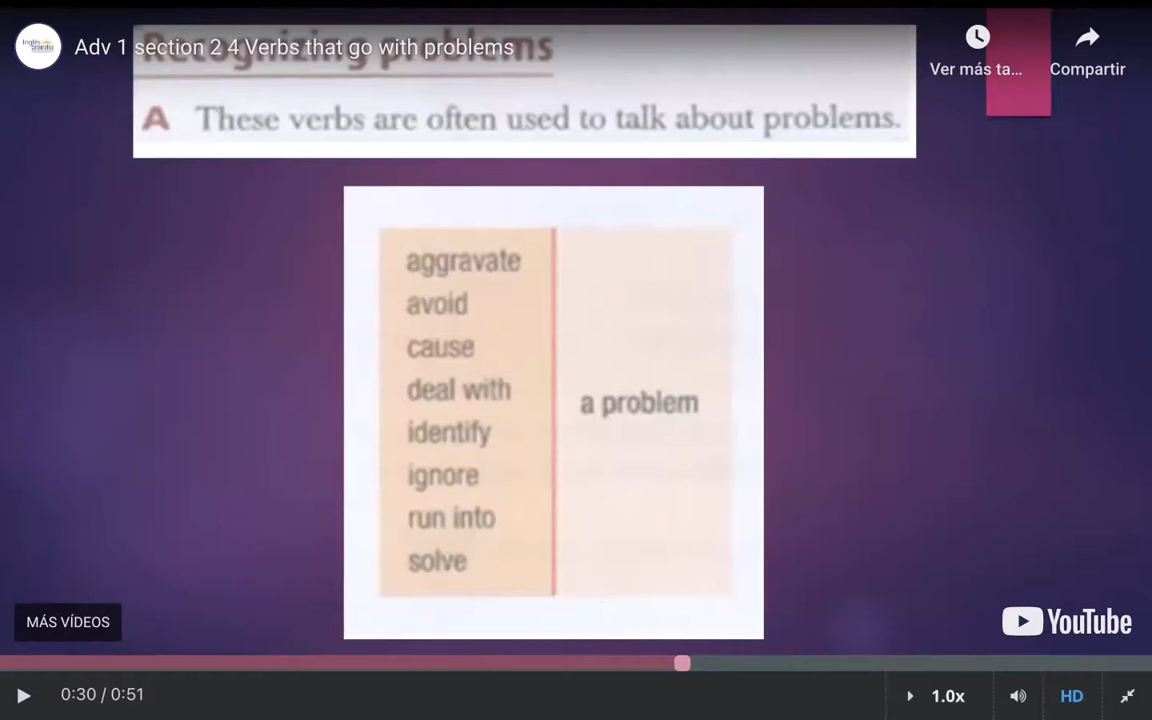 Adv 1 section 2 4 Verbs that go with problems
Ver más ta...
Compartir
Recognizing problems
A These verbs are often used to talk about problems.
aggravate
avoid
cause
deal with
identify
ignore
run into
solve
a problem
MÁS VÍDEOS
YouTube
0:30 / 0:51
1.0x
HD